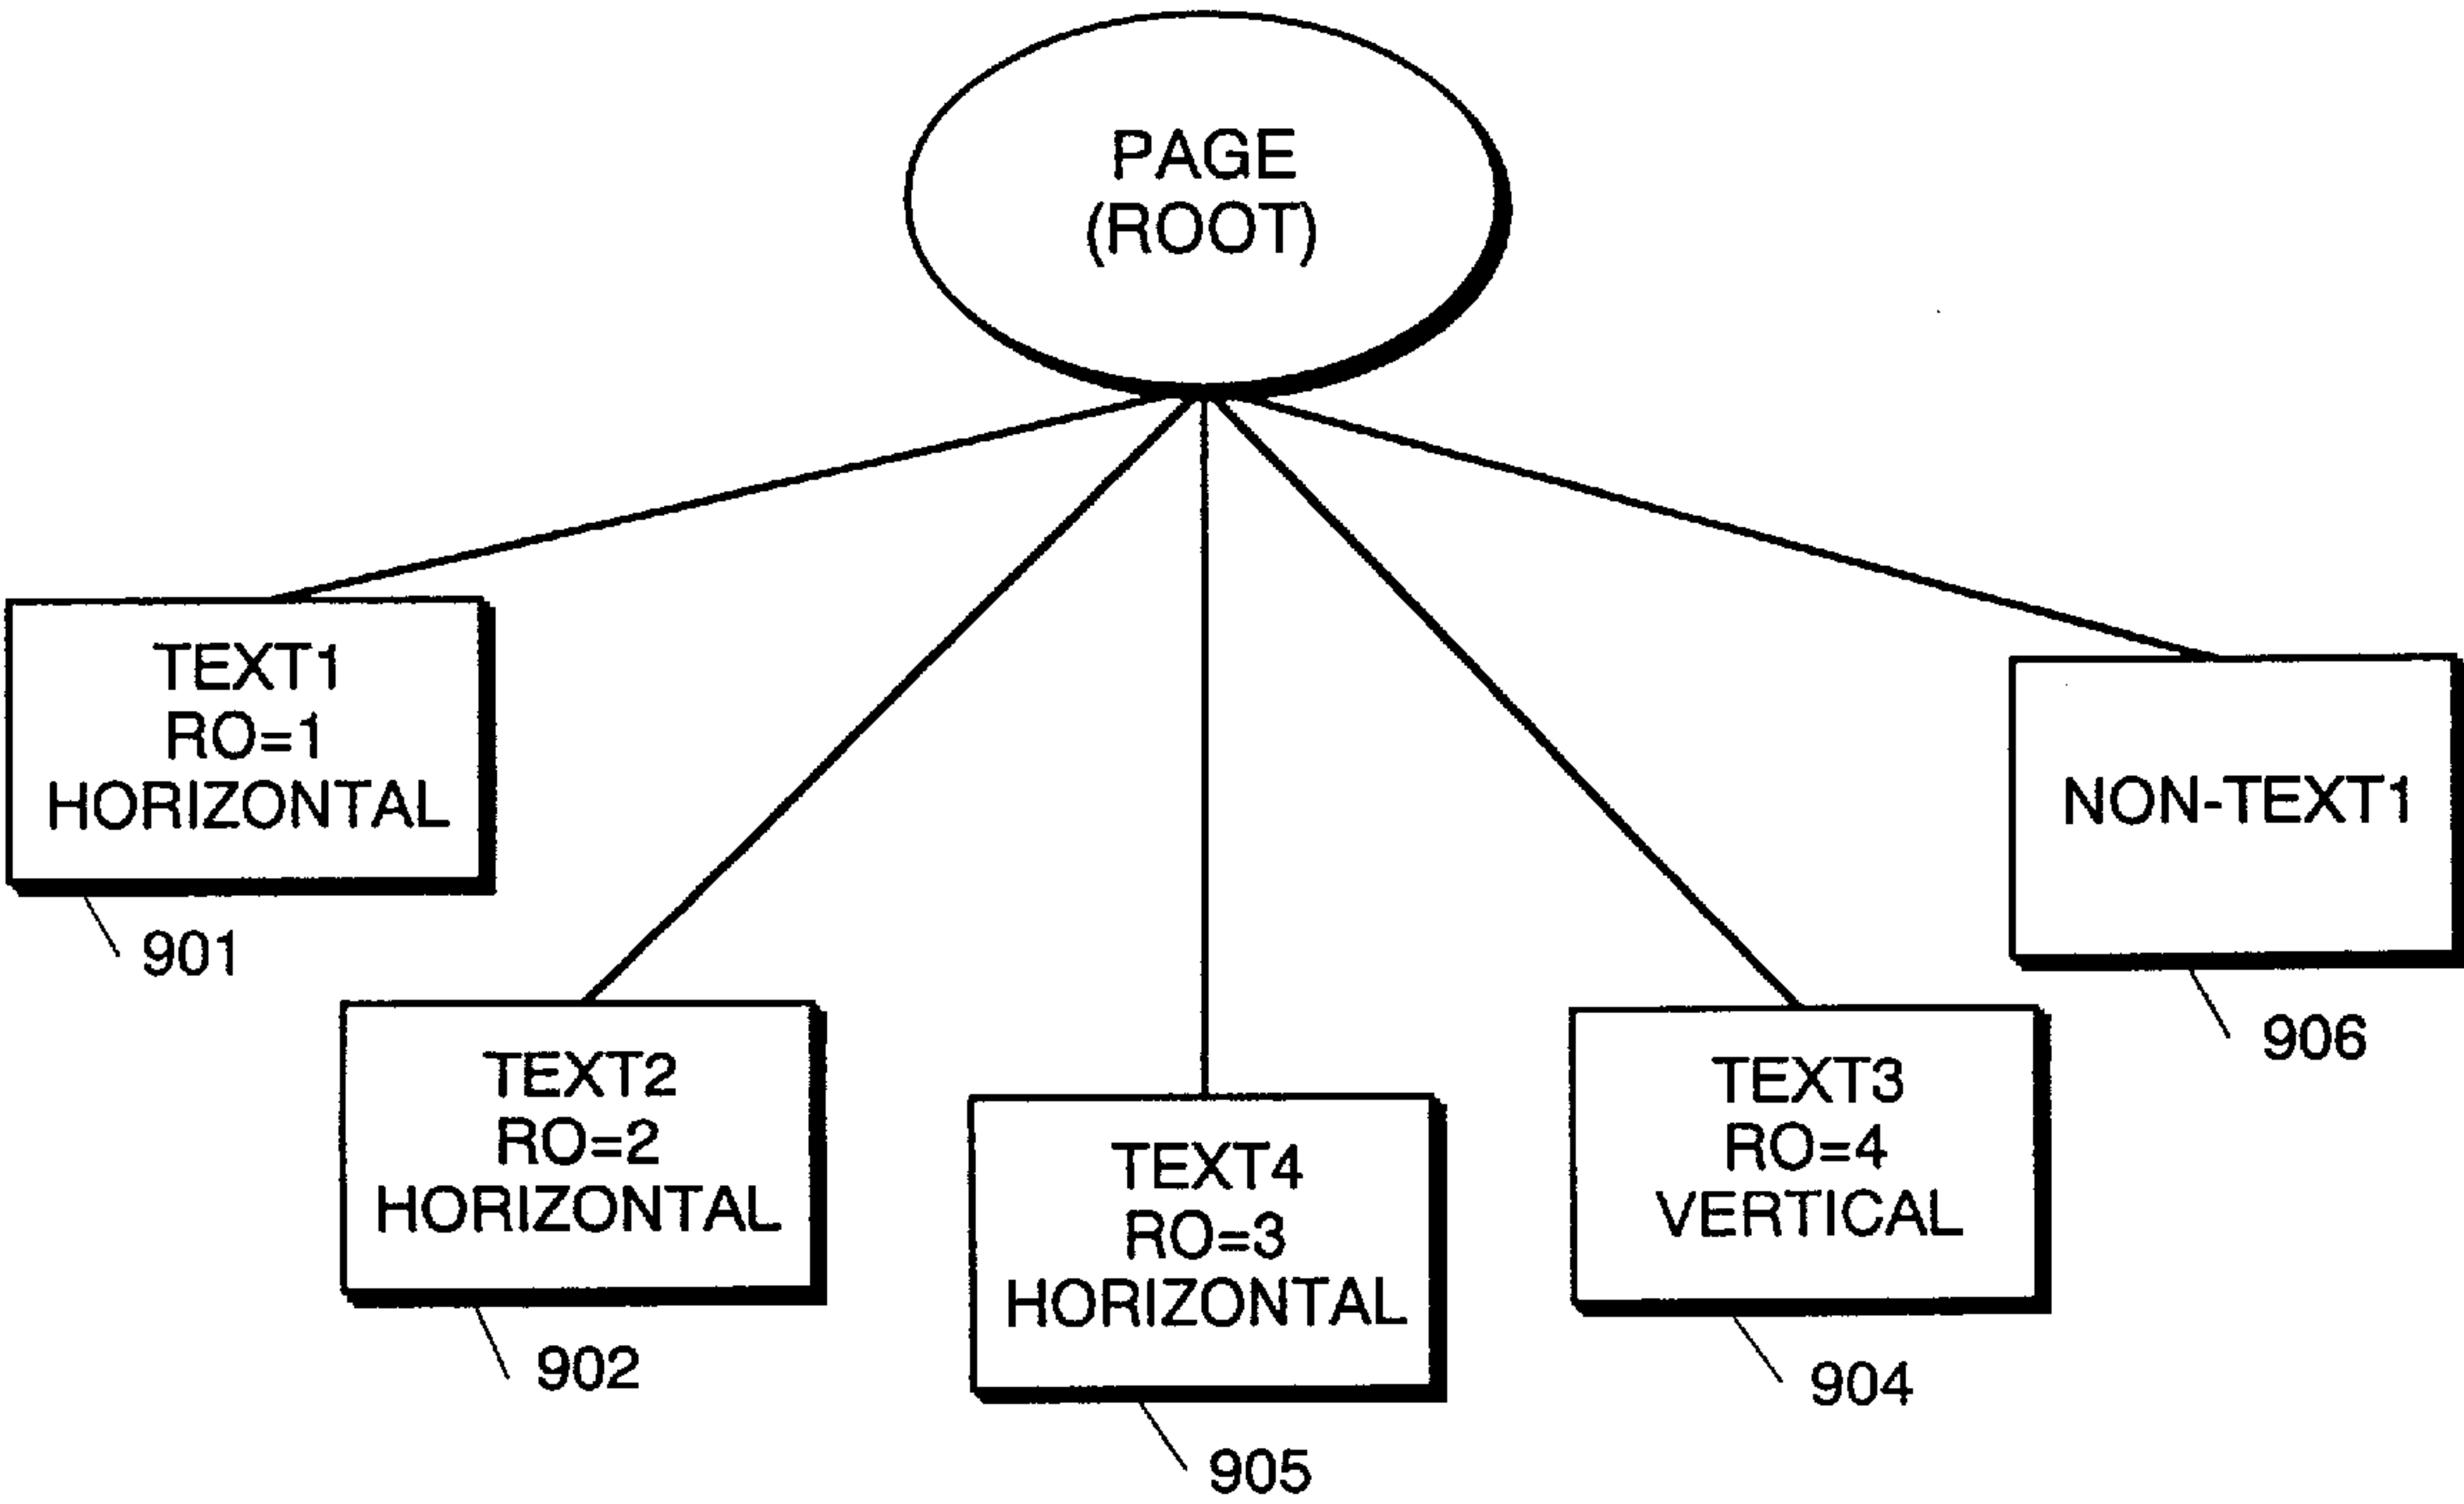 PAGE
(ROOT)
TEXT1
RO=1
HORIZONTAL
901
TEXT2
RO=2
HORIZONTAL
902
TEXT4
RO=3
HORIZONTAL
905
TEXT3
RO=4
VERTICAL
904
NON-TEXT1
906